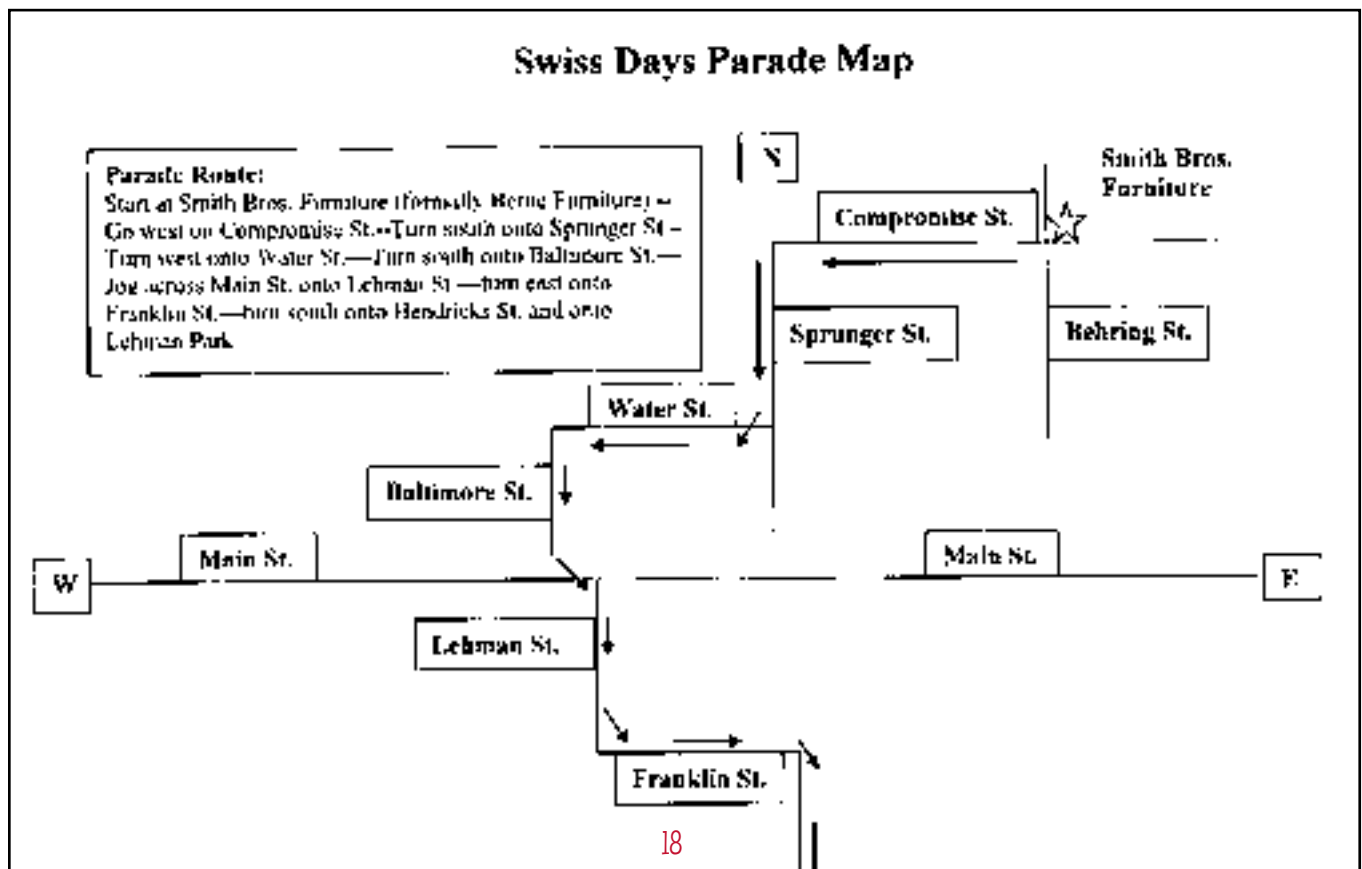 Swiss Days Parade Map
N
Parade Route:
Start at Smith Bros. Furniture (formally Berne Furniture) –
Go west on Compromise St.--Turn south onto Sprunger St –
Turn west onto Water St.—Turn south onto Baltimore St.—
Jog across Main St. onto Lehman St —turn east onto
Franklin St.—turn south onto Hendricks St. and onto
Lehman Park
Smith Bros.
Furniture
Compromise St.
Sprunger St.
Behring St.
Water St.
Baltimore St.
Main St.
Main St.
W
E
Lehman St.
Franklin St.
18